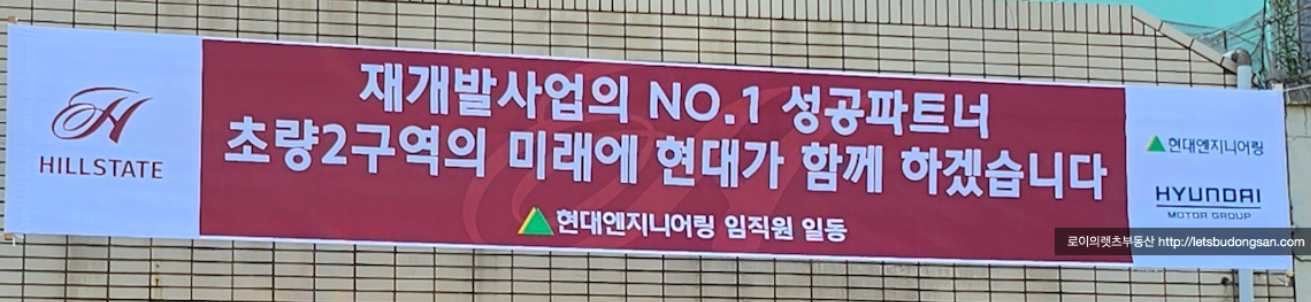 HILLSTATE
재개발사업의 NO.1 성공파트너
초량2구역의 미래에 현대가 함께 하겠습니다
현대엔지니어링 임직원 일동
현대엔지니어링
HYUNDAI
MOTOR GROUP
로이의렛츠부동산 http://letsbudongsan.com